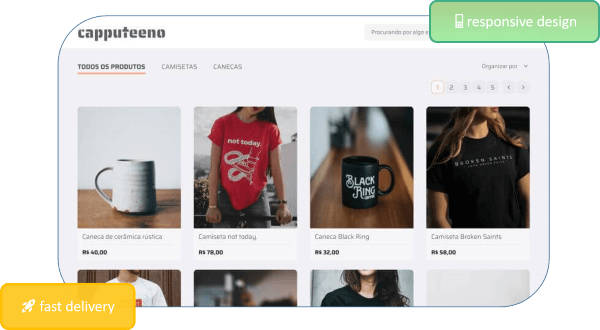 responsive design
capputeeno
Procurando por algo e
TODOS OS PRODUTOS CAMISETAS CANECAS Organizar por
1 2 3 4 5 < >
not today.
BLACK
RING
BROKEN SAINTS
Caneca de cerâmica rústica
R$ 40,00
Camiseta not today.
R$ 78,00
Caneca Black Ring
R$ 32,00
Camiseta Broken Saints
R$ 58,00
fast delivery